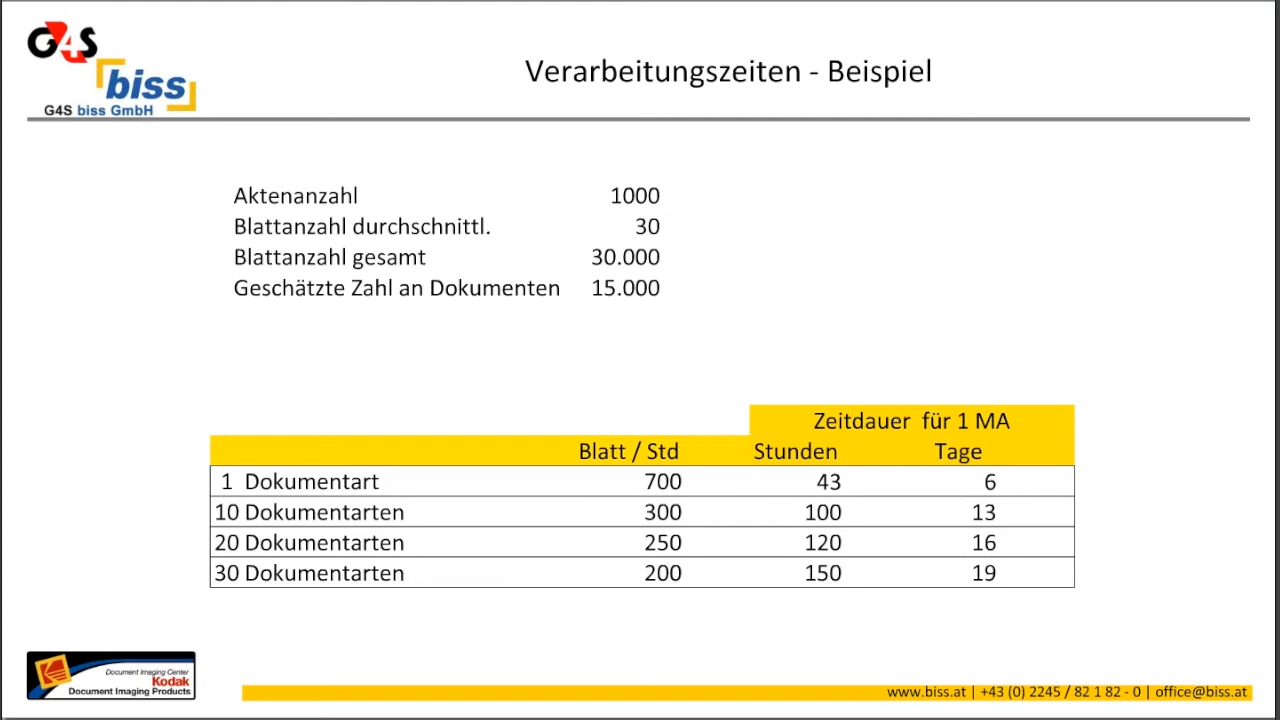 G4S
biss
G4S biss GmbH
Verarbeitungszeiten - Beispiel
Aktenanzahl 1000
Blattanzahl durchschnittl. 30
Blattanzahl gesamt 30.000
Geschätzte Zahl an Dokumenten 15.000
Zeitdauer für 1 MA
Blatt / Std Stunden Tage
1 Dokumentart 700 43 6
10 Dokumentarten 300 100 13
20 Dokumentarten 250 120 16
30 Dokumentarten 200 150 19
Document Imaging Center
Kodak
Document Imaging Products
www.biss.at | +43 (0) 2245 / 82 1 82 - 0 | office@biss.at